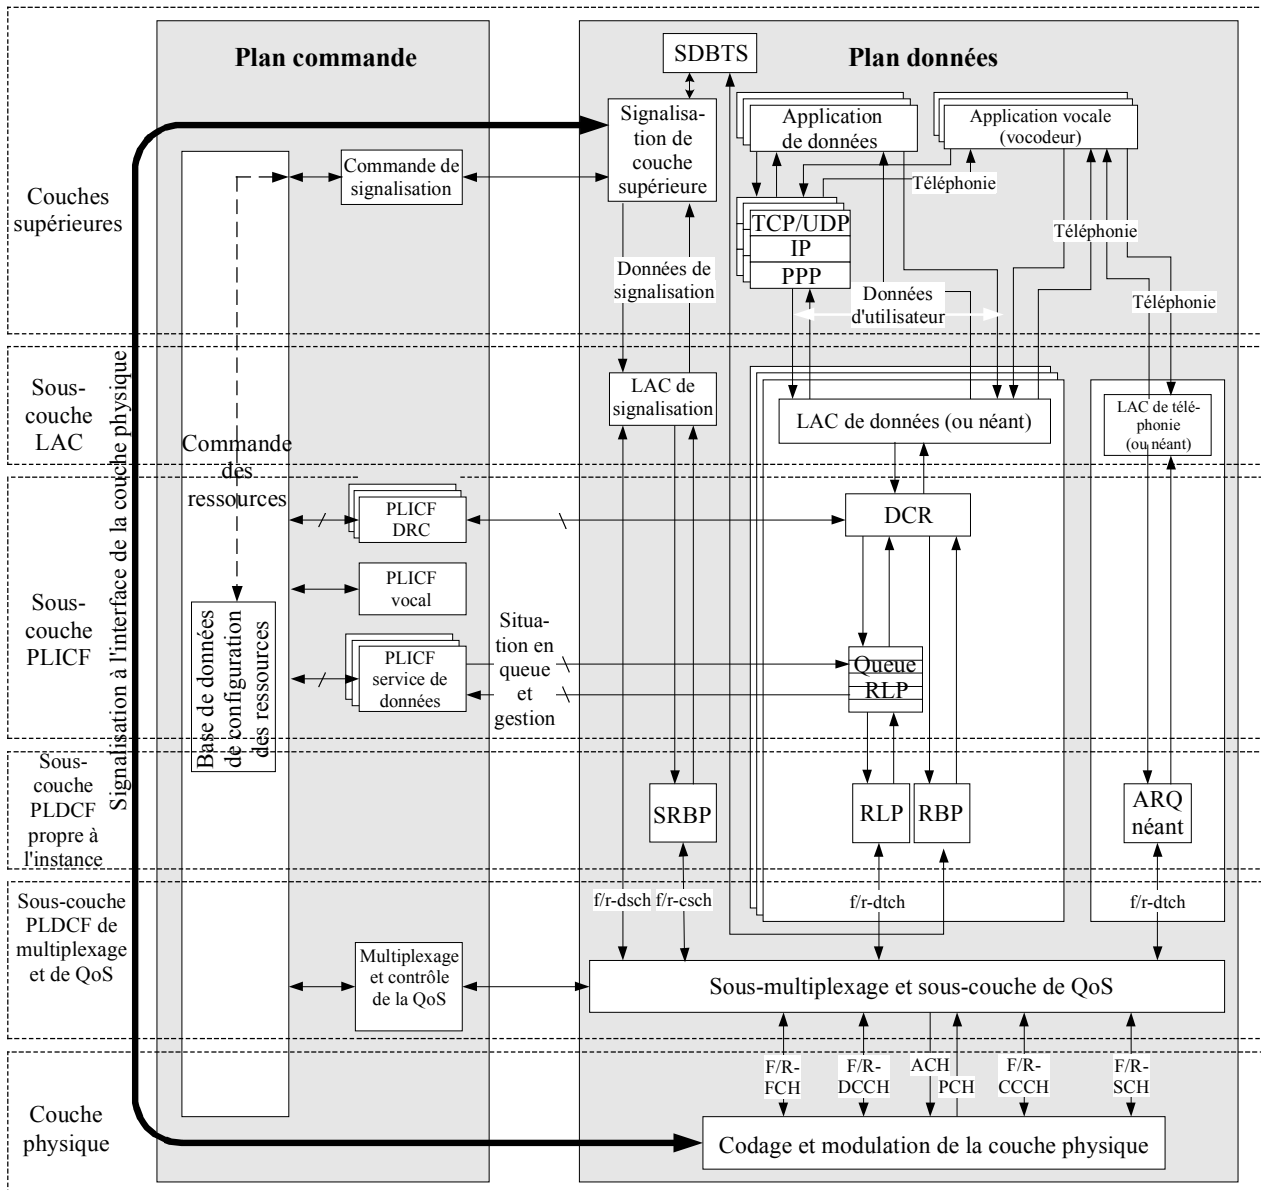 Plan commande
Plan données
SDBTS
Signalisa-
tion de
couche
supérieure
Application
de données
Application vocale
(vocodeur)
Commande de
signalisation
Couches
supérieures
Téléphonie
TCP/UDP
IP
PPP
Téléphonie
Données de
signalisation
Données
d'utilisateur
Téléphonie
Sous-
couche
LAC
LAC de
signalisation
LAC de données (ou néant)
LAC de télé-
phonie
(ou néant)
Signalisation à l'interface de la couche physique
Commande
des
ressources
PLICF
DRC
DCR
Sous-
couche
PLICF
PLICF
vocal
Base de données
de configuration
des ressources
PLICF
service de
données
Situation en
queue
et
gestion
Queue
RLP
Sous-
couche
PLDCF
propre à
l'instance
SRBP
RLP
RBP
ARQ
néant
Sous-couche
PLDCF de
multiplexage
et de QoS
f/r-dsch
f/r-csch
f/r-dtch
f/r-dtch
Multiplexage
et contrôle
de la QoS
Sous-multiplexage et sous-couche de QoS
F/R-
FCH
F/R-
DCCH
ACH
PCH
F/R-
CCCH
F/R-
SCH
Couche
physique
Codage et modulation de la couche physique